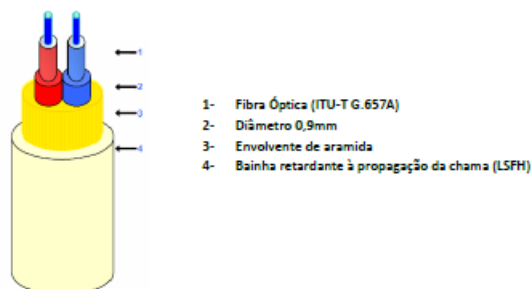 1
2
3
4
1- Fibra Óptica (ITU-T G.657A)
2- Diâmetro 0,9mm
3- Envolvente de aramida
4- Bainha retardante à propagação da chama (LSFH)